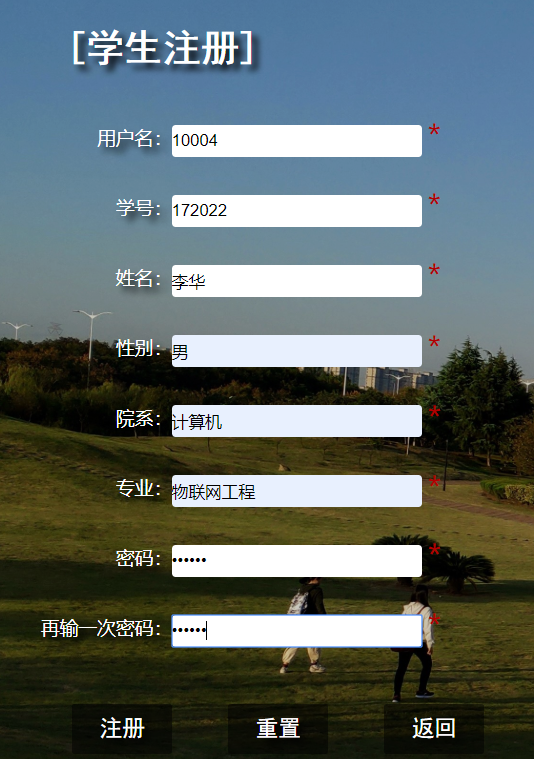 [学生注册]
用户名： 10004 *
学号： 172022 *
姓名： 李华 *
性别： 男 *
院系： 计算机 *
专业： 物联网工程 *
密码： •••••• *
再输一次密码： •••••• *
注册 重置 返回